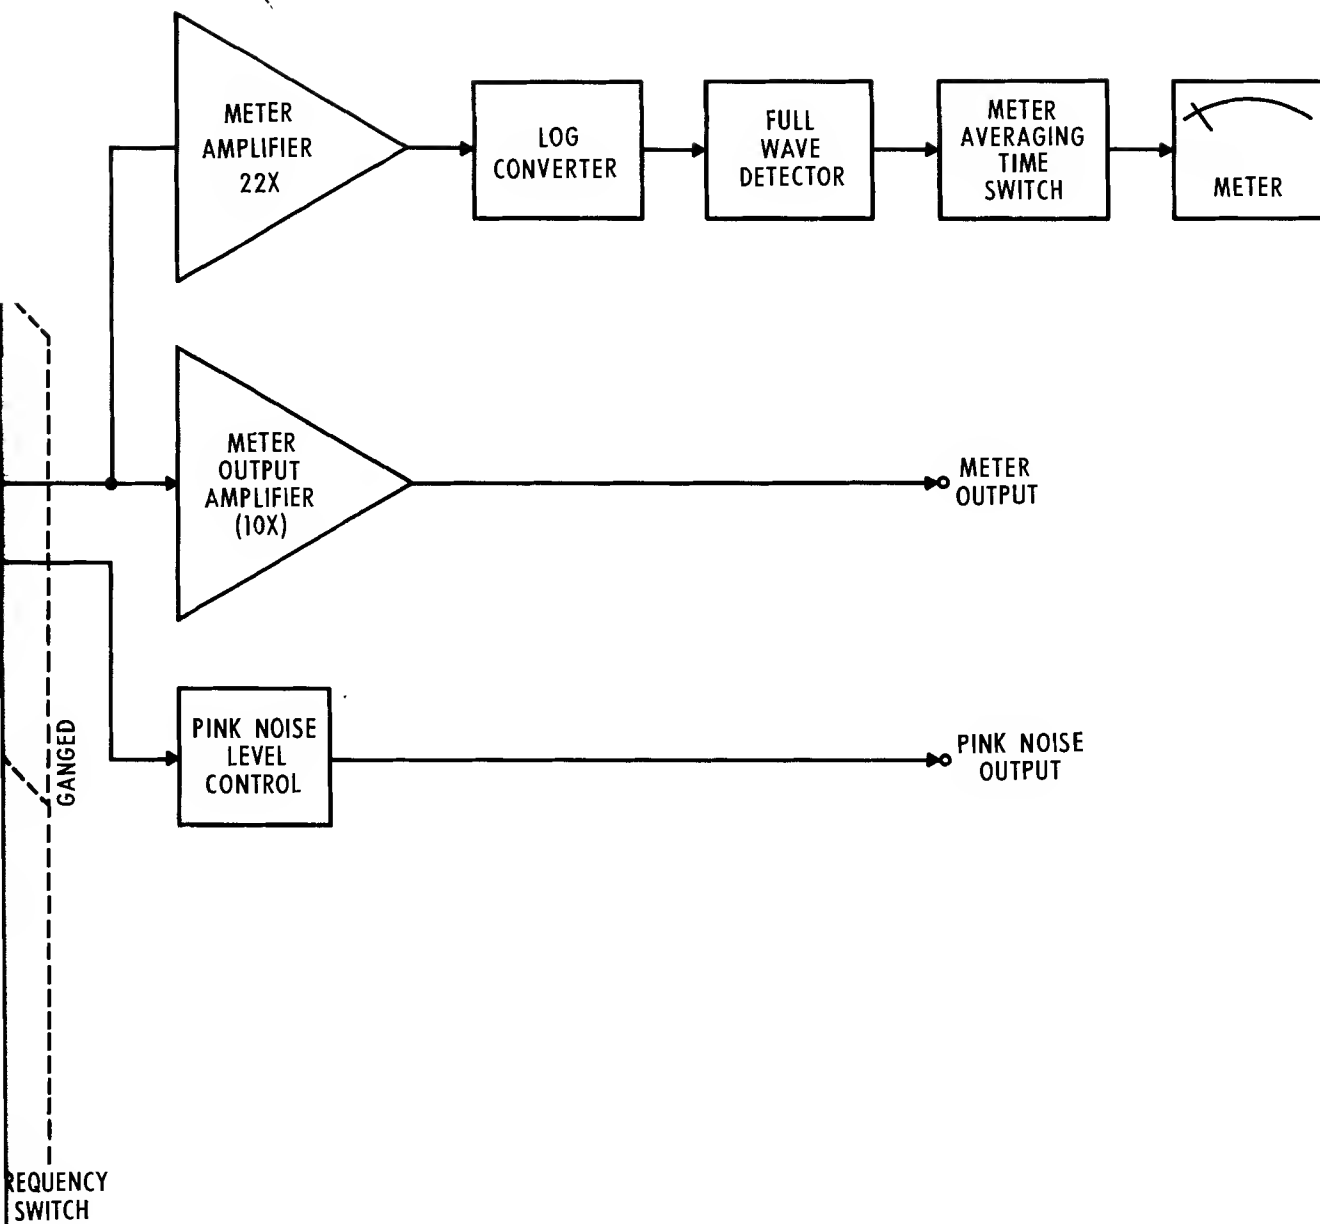 METER
AMPLIFIER
22X
LOG
CONVERTER
FULL
WAVE
DETECTOR
METER
AVERAGING
TIME
SWITCH
METER
METER
OUTPUT
AMPLIFIER
(10X)
METER
OUTPUT
GANGED
PINK NOISE
LEVEL
CONTROL
PINK NOISE
OUTPUT
REQUENCY
SWITCH